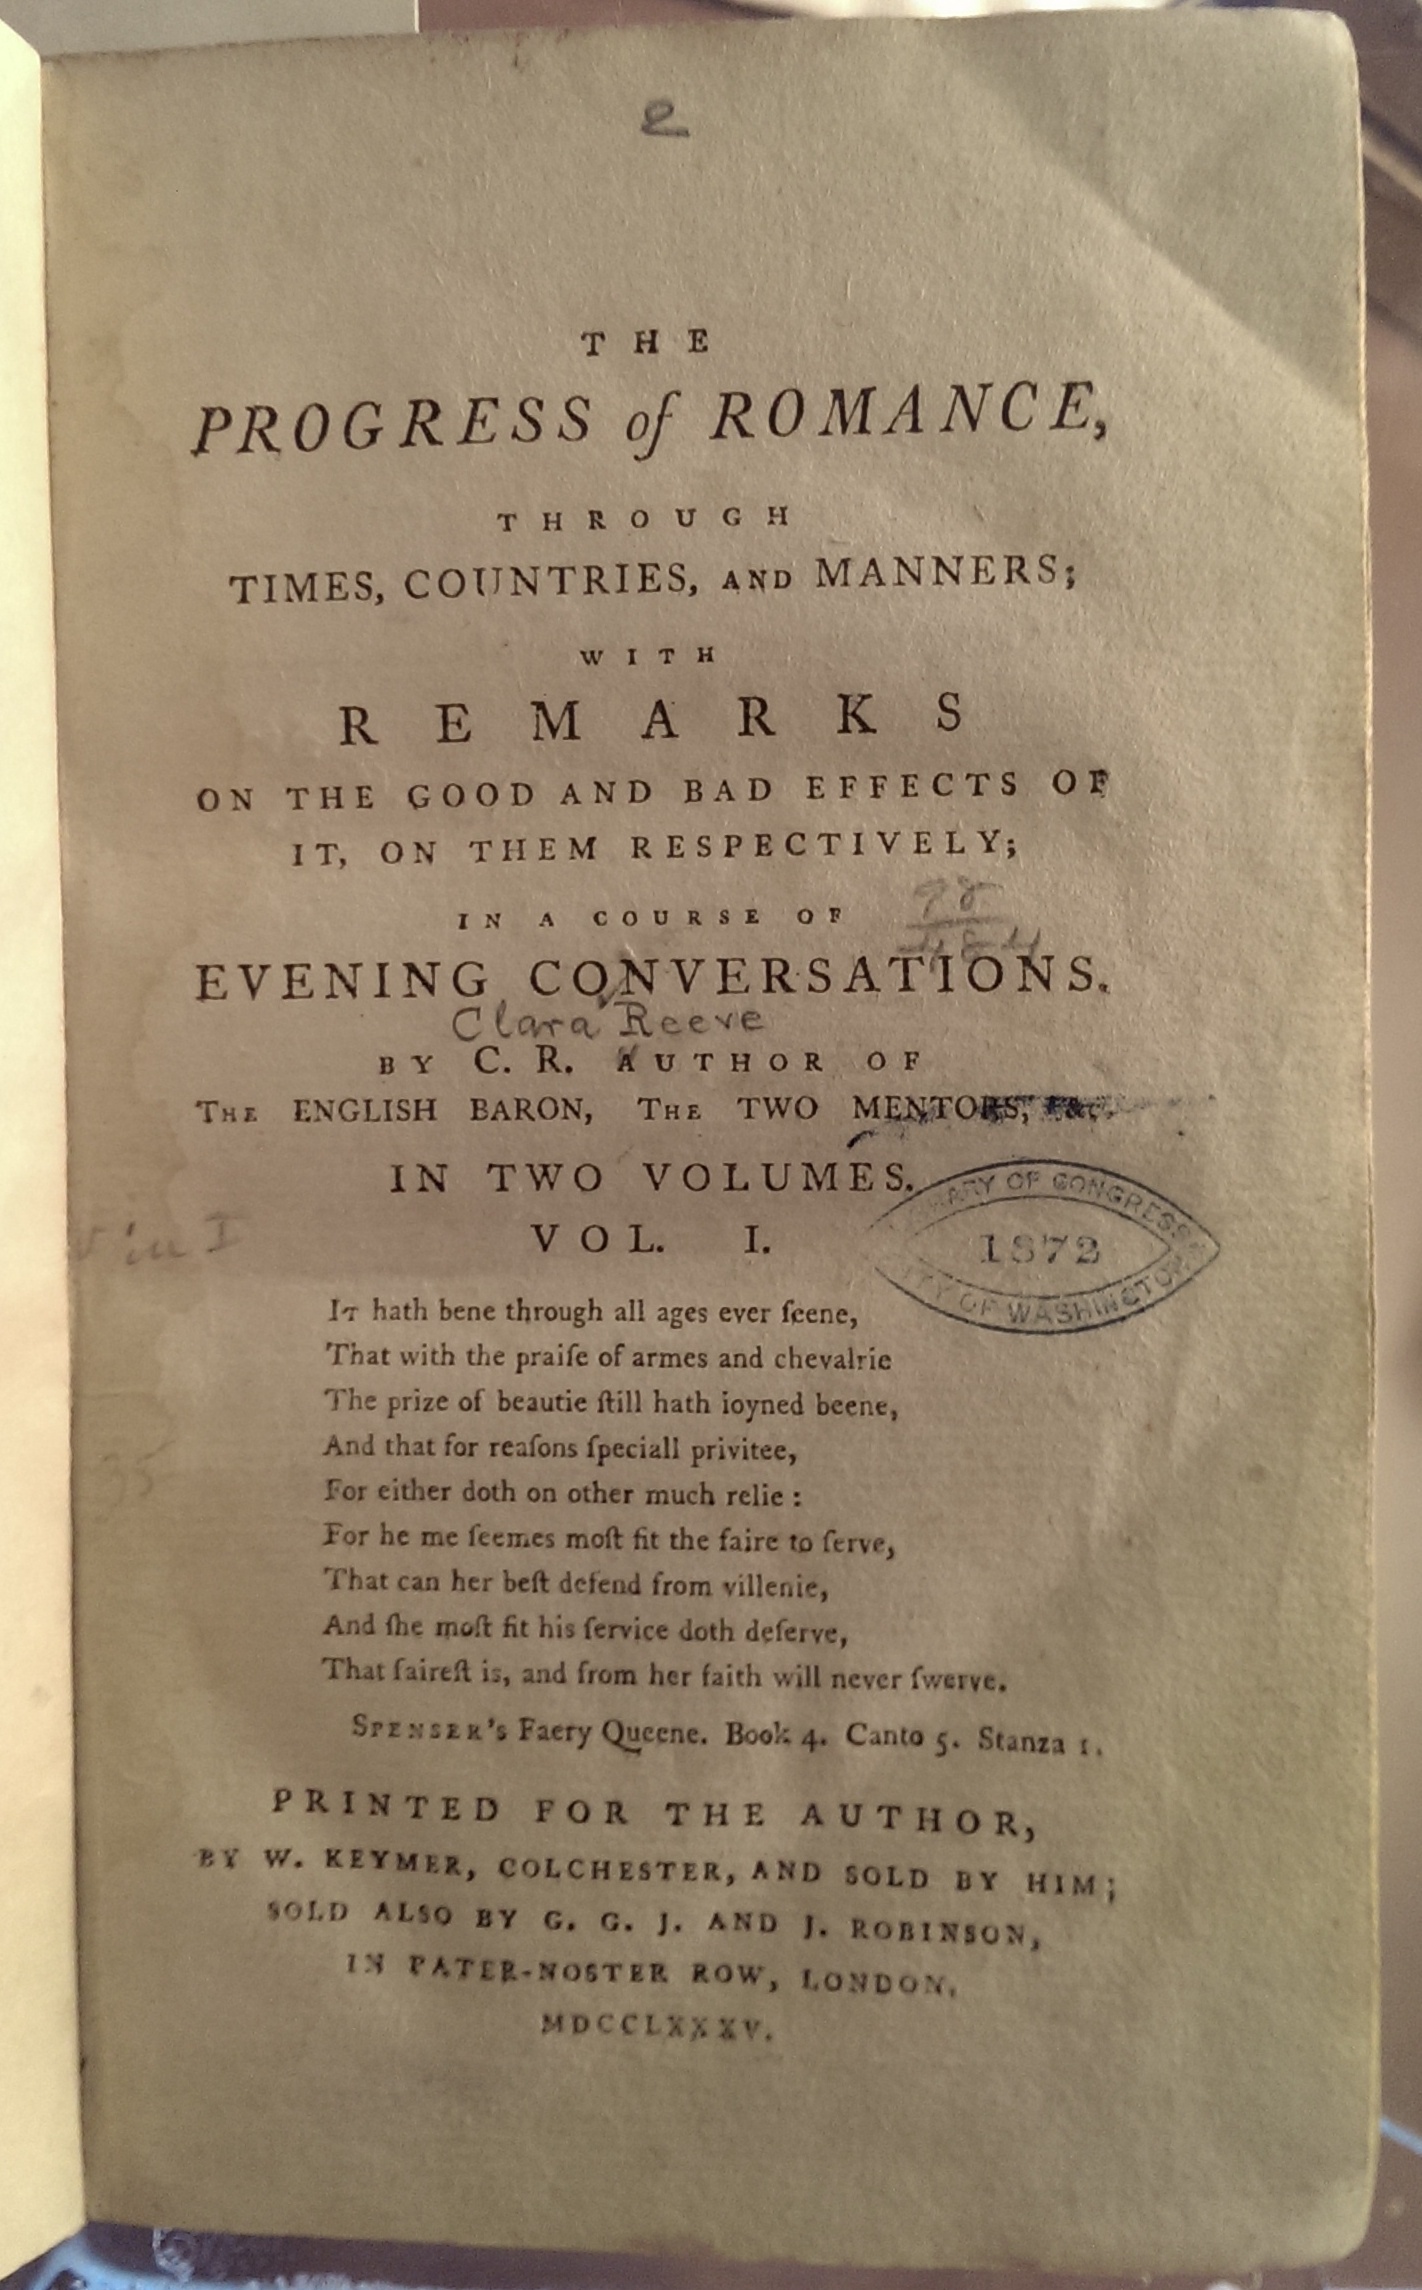 2
THE
PROGRESS of ROMANCE,
THROUGH
TIMES, COUNTRIES, AND MANNERS;
WITH
REMARKS
ON THE GOOD AND BAD EFFECTS OF
IT, ON THEM RESPECTIVELY;
IN A COURSE OF
EVENING CONVERSATIONS.
Clara Reeve
BY C. R. AUTHOR OF
THE ENGLISH BARON, THE TWO MENTORS, &c.
IN TWO VOLUMES.
VOL. I.
OF CONGRESS
1872
CITY OF WASHINGTON
IT hath bene through all ages ever ſeene,
That with the praiſe of armes and chevalrie
The prize of beautie ſtill hath ioyned beene,
And that for reaſons ſpeciall privitee,
For either doth on other much relie :
For he me ſeemes moſt fit the faire to ſerve,
That can her beſt defend from villenie,
And ſhe moſt fit his ſervice doth deſerve,
That faireſt is, and from her faith will never ſwerve.
SPENSER's Faery Queene. Book 4. Canto 5. Stanza 1.
PRINTED FOR THE AUTHOR,
BY W. KEYMER, COLCHESTER, AND SOLD BY HIM;
SOLD ALSO BY G. G. J. AND J. ROBINSON,
IN PATER-NOSTER ROW, LONDON.
MDCCLXXXV.